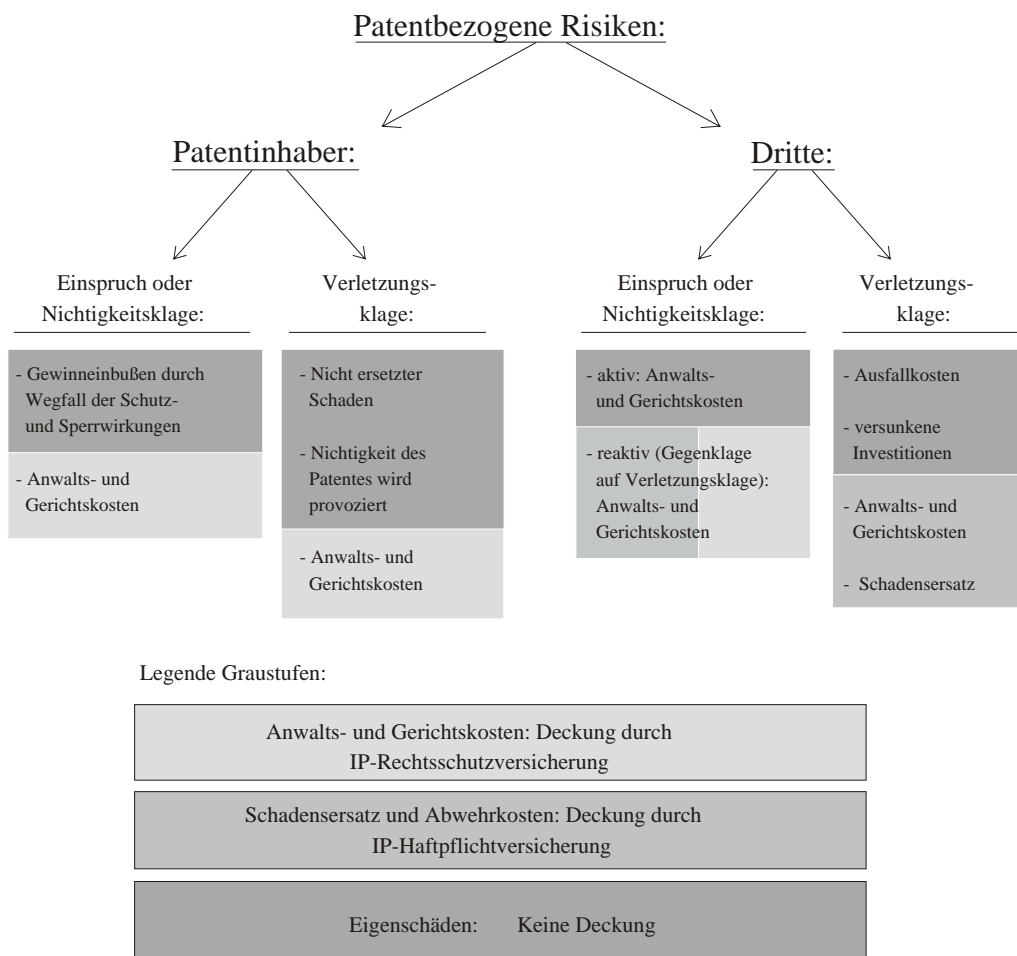 Patentbezogene Risiken:
Patentinhaber:
Dritte:
Einspruch oder
Nichtigkeitsklage:
Verletzungs-
klage:
Einspruch oder
Nichtigkeitsklage:
Verletzungs-
klage:
- Gewinneinbußen durch
Wegfall der Schutz-
und Sperrwirkungen
- Anwalts- und
Gerichtskosten
- Nicht ersetzter
Schaden
- Nichtigkeit des
Patentes wird
provoziert
- Anwalts- und
Gerichtskosten
- aktiv: Anwalts-
und Gerichtskosten
- reaktiv (Gegenklage
auf Verletzungsklage):
Anwalts- und
Gerichtskosten
- Ausfallkosten
- versunkene
Investitionen
- Anwalts- und
Gerichtskosten
- Schadensersatz
Legende Graustufen:
Anwalts- und Gerichtskosten: Deckung durch
IP-Rechtsschutzversicherung
Schadensersatz und Abwehrkosten: Deckung durch
IP-Haftpflichtversicherung
Eigenschäden: Keine Deckung